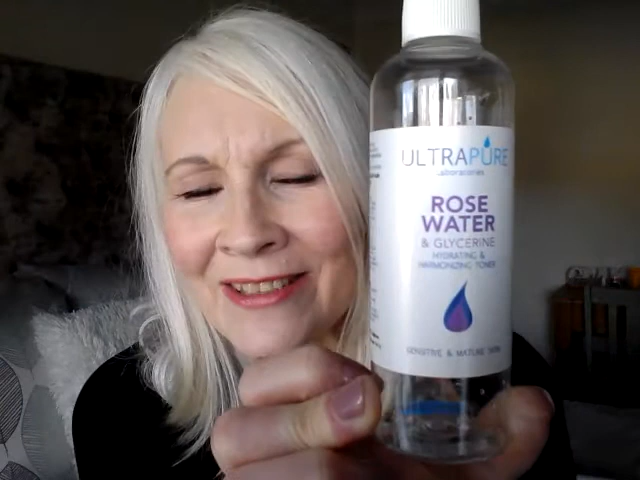 ULTRAPURE
Laboratories
ROSE
WATER
& GLYCERINE
HYDRATING &
HARMONIZING TONER
SENSITIVE & MATURE SKIN